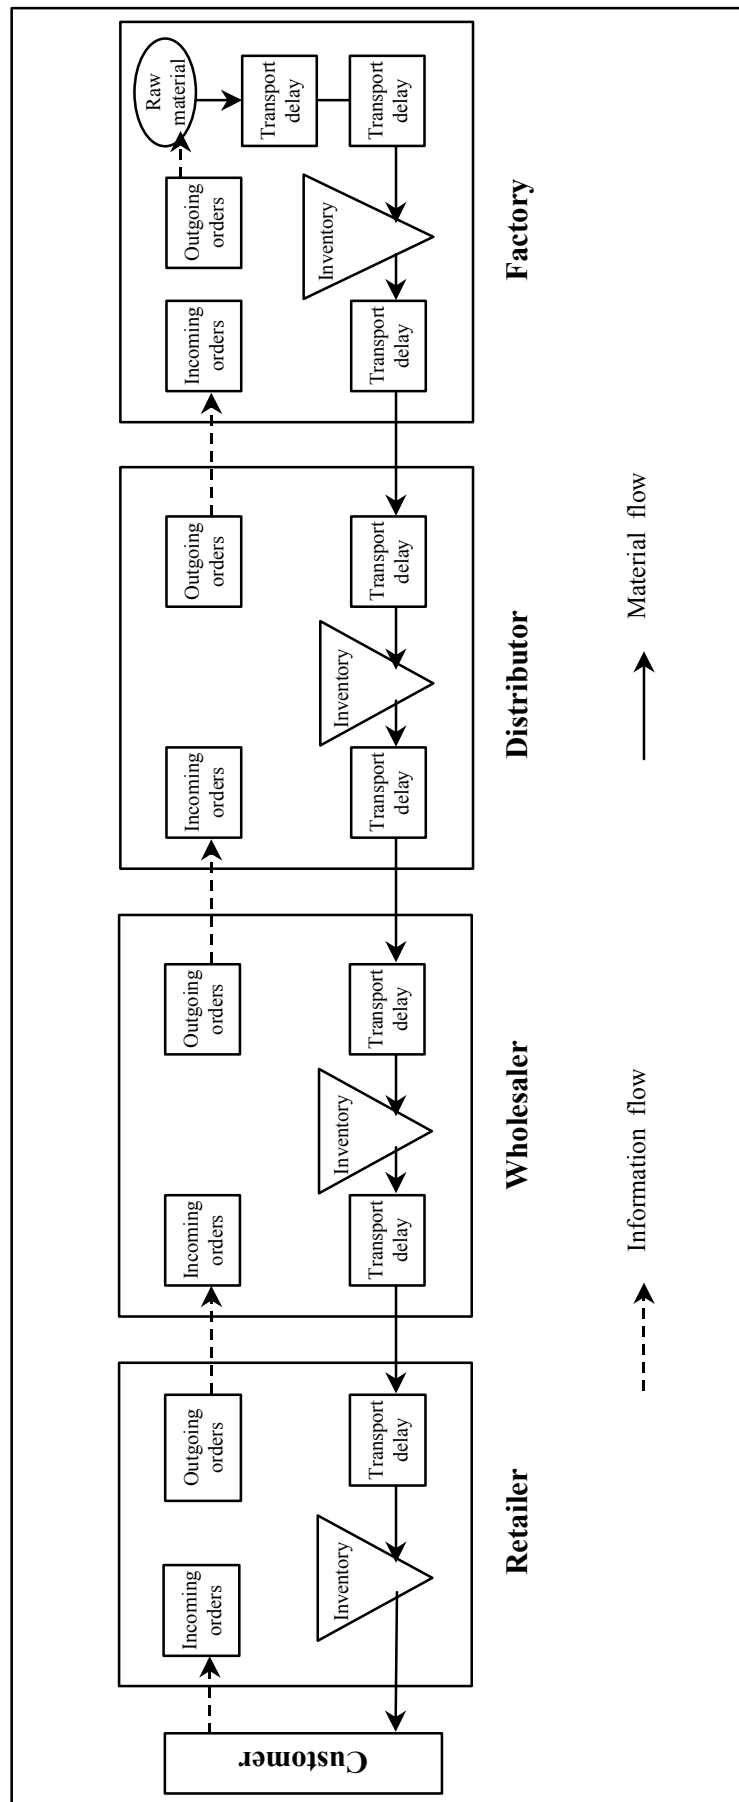 Customer
Incoming
orders
Outgoing
orders
Incoming
orders
Outgoing
orders
Incoming
orders
Outgoing
orders
Incoming
orders
Outgoing
orders
Raw
material
Inventory
Transport
delay
Transport
delay
Inventory
Transport
delay
Transport
delay
Inventory
Transport
delay
Transport
delay
Inventory
Transport
delay
Transport
delay
Retailer
Wholesaler
Distributor
Factory
Information flow
Material flow